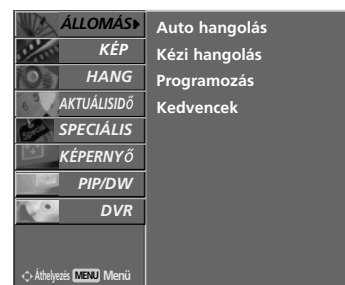 ÁLLOMÁS
KÉP
HANG
AKTUÁLISIDŐ
SPECIÁLIS
KÉPERNYŐ
PIP/DW
DVR
Áthelyezés MENU Menü
Auto hangolás
Kézi hangolás
Programozás
Kedvencek